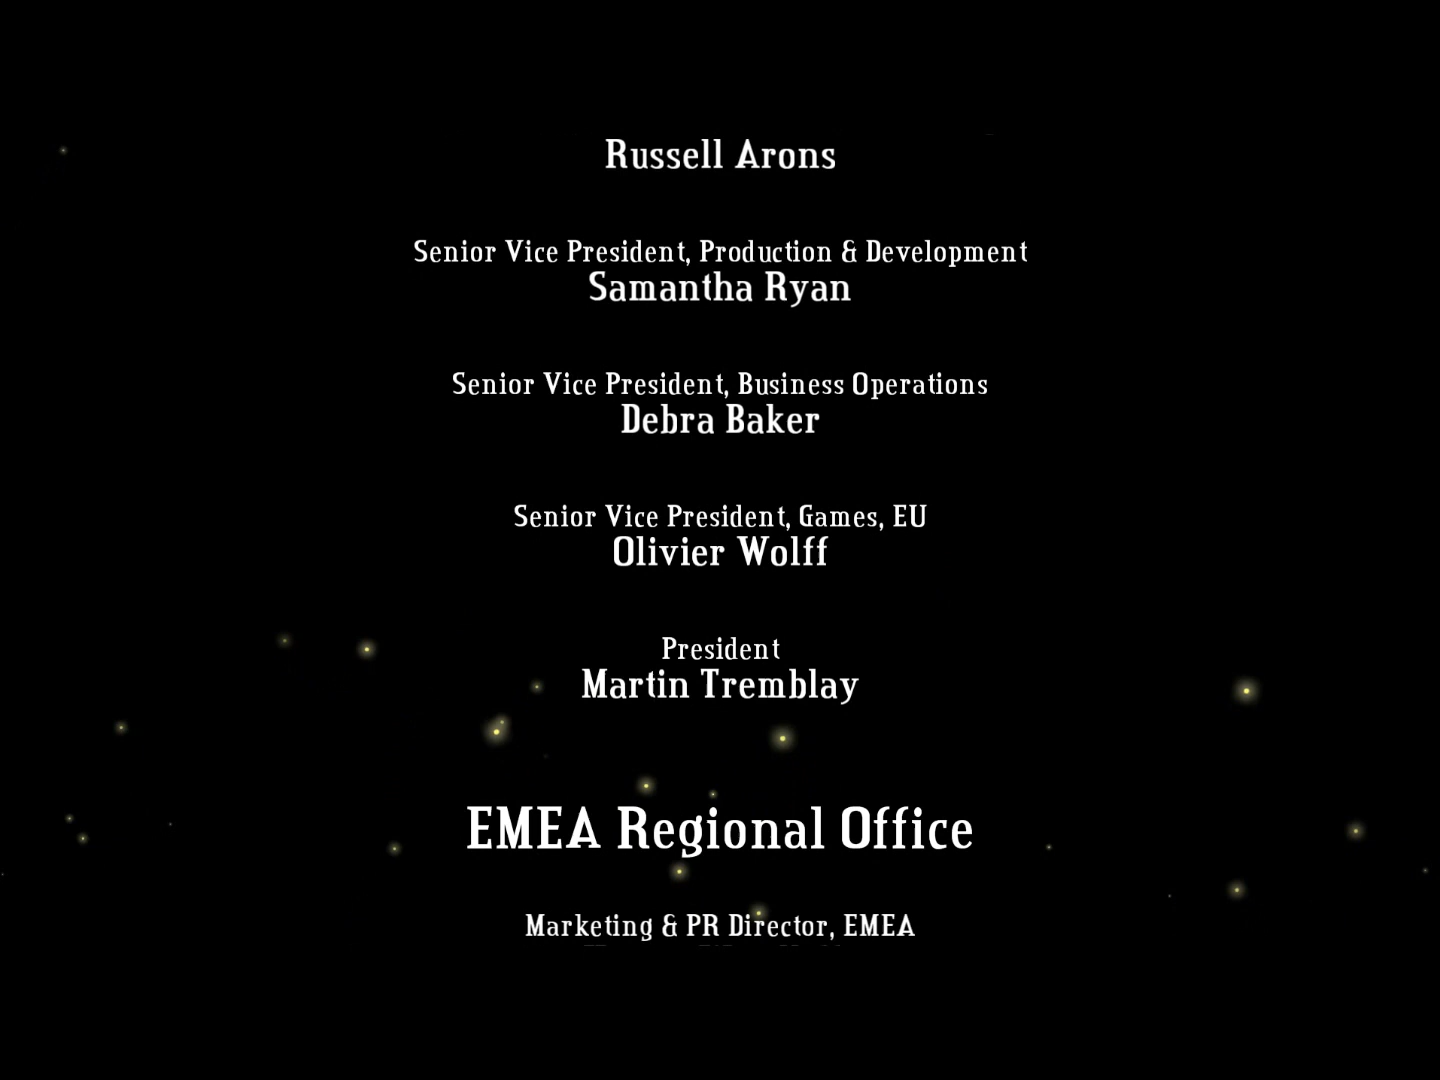 Russell Arons
Senior Vice President, Production & Development
Samantha Ryan
Senior Vice President, Business Operations
Debra Baker
Senior Vice President, Games, EU
Olivier Wolff
President
Martin Tremblay
EMEA Regional Office
Marketing & PR Director, EMEA